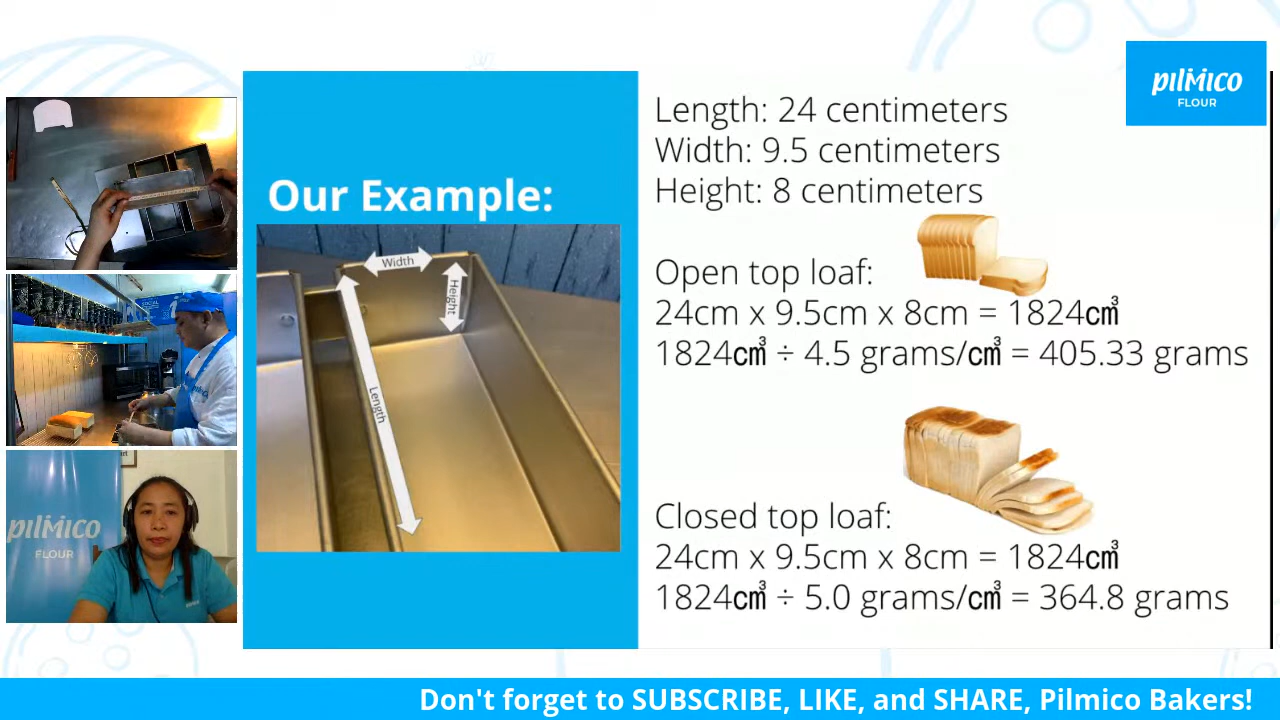 pilmico
FLOUR
Length: 24 centimeters
Width: 9.5 centimeters
Height: 8 centimeters
Our Example:
Width
Height
Length
Open top loaf:
24cm x 9.5cm x 8cm = 1824㎤
1824㎤ ÷ 4.5 grams/㎤ = 405.33 grams
Closed top loaf:
24cm x 9.5cm x 8cm = 1824㎤
1824㎤ ÷ 5.0 grams/㎤ = 364.8 grams
SOCIAL
pilmico
FLOUR
Don't forget to SUBSCRIBE, LIKE, and SHARE, Pilmico Bakers!